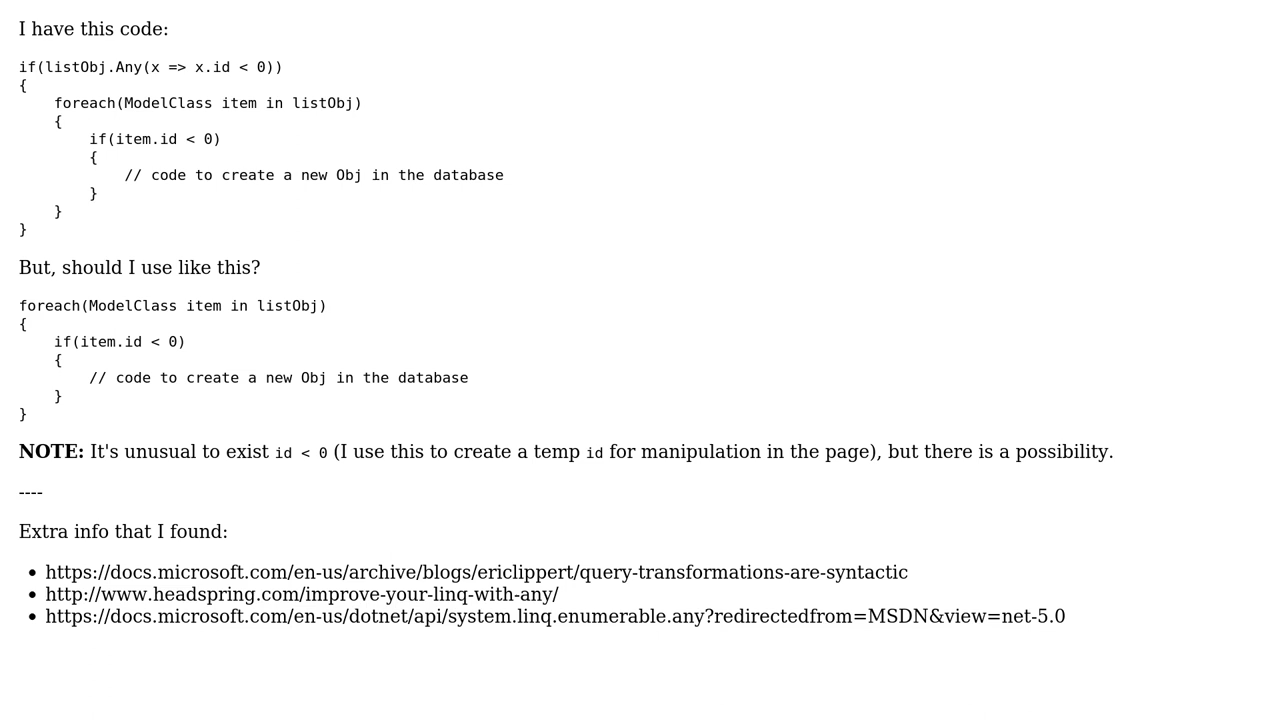 I have this code:
if(listObj.Any(x => x.id < 0))
{
    foreach(ModelClass item in listObj)
    {
        if(item.id < 0)
        {
            // code to create a new Obj in the database
        }
    }
}
But, should I use like this?
foreach(ModelClass item in listObj)
{
    if(item.id < 0)
    {
        // code to create a new Obj in the database
    }
}
NOTE: It's unusual to exist id < 0 (I use this to create a temp id for manipulation in the page), but there is a possibility.
----
Extra info that I found:
• https://docs.microsoft.com/en-us/archive/blogs/ericlippert/query-transformations-are-syntactic
• http://www.headspring.com/improve-your-linq-with-any/
• https://docs.microsoft.com/en-us/dotnet/api/system.linq.enumerable.any?redirectedfrom=MSDN&view=net-5.0